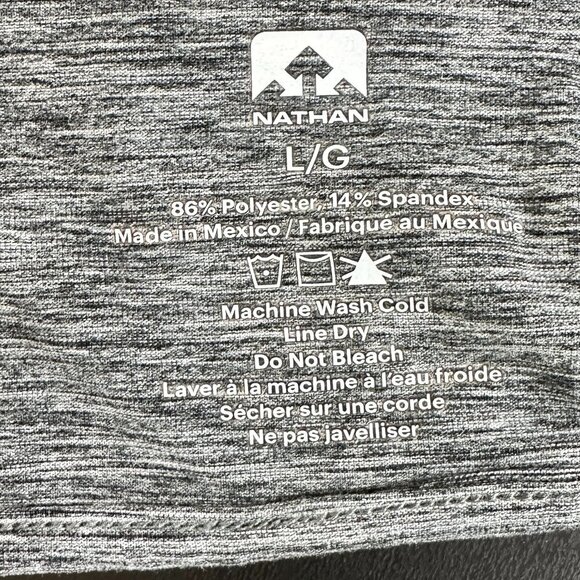 NATHAN
L/G
86% Polyester, 14% Spandex
Made in Mexico / Fabriqué au Mexique
Machine Wash Cold
Line Dry
Do Not Bleach
Laver à la machine à l'eau froide
Sécher sur une corde
Ne pas javelliser